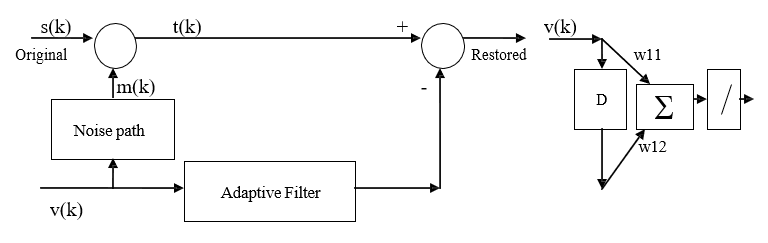 s(k)
t(k)
+
Original
Restored
m(k)
-
Noise path
Adaptive Filter
v(k)
v(k)
w11
D
Σ
/
w12